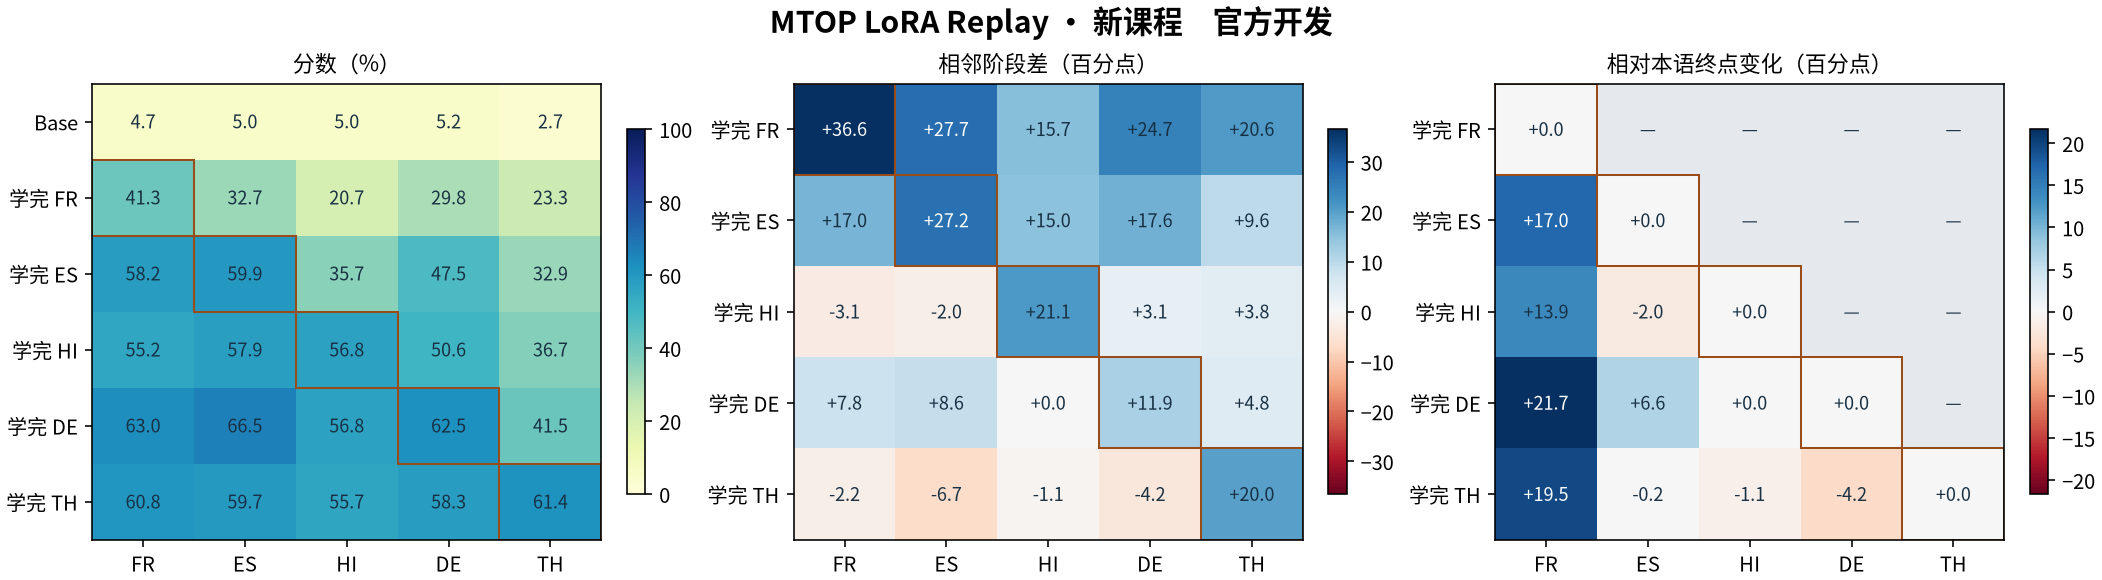 MTOP LoRA Replay · 新课程　官方开发
分数（%）
Base 4.7 5.0 5.0 5.2 2.7
学完 FR 41.3 32.7 20.7 29.8 23.3
学完 ES 58.2 59.9 35.7 47.5 32.9
学完 HI 55.2 57.9 56.8 50.6 36.7
学完 DE 63.0 66.5 56.8 62.5 41.5
学完 TH 60.8 59.7 55.7 58.3 61.4
FR ES HI DE TH
100
80
60
40
20
0
相邻阶段差（百分点）
学完 FR +36.6 +27.7 +15.7 +24.7 +20.6
学完 ES +17.0 +27.2 +15.0 +17.6 +9.6
学完 HI -3.1 -2.0 +21.1 +3.1 +3.8
学完 DE +7.8 +8.6 +0.0 +11.9 +4.8
学完 TH -2.2 -6.7 -1.1 -4.2 +20.0
FR ES HI DE TH
30
20
10
0
−10
−20
−30
相对本语终点变化（百分点）
学完 FR +0.0 — — — —
学完 ES +17.0 +0.0 — — —
学完 HI +13.9 -2.0 +0.0 — —
学完 DE +21.7 +6.6 +0.0 +0.0 —
学完 TH +19.5 -0.2 -1.1 -4.2 +0.0
FR ES HI DE TH
20
15
10
5
0
−5
−10
−15
−20